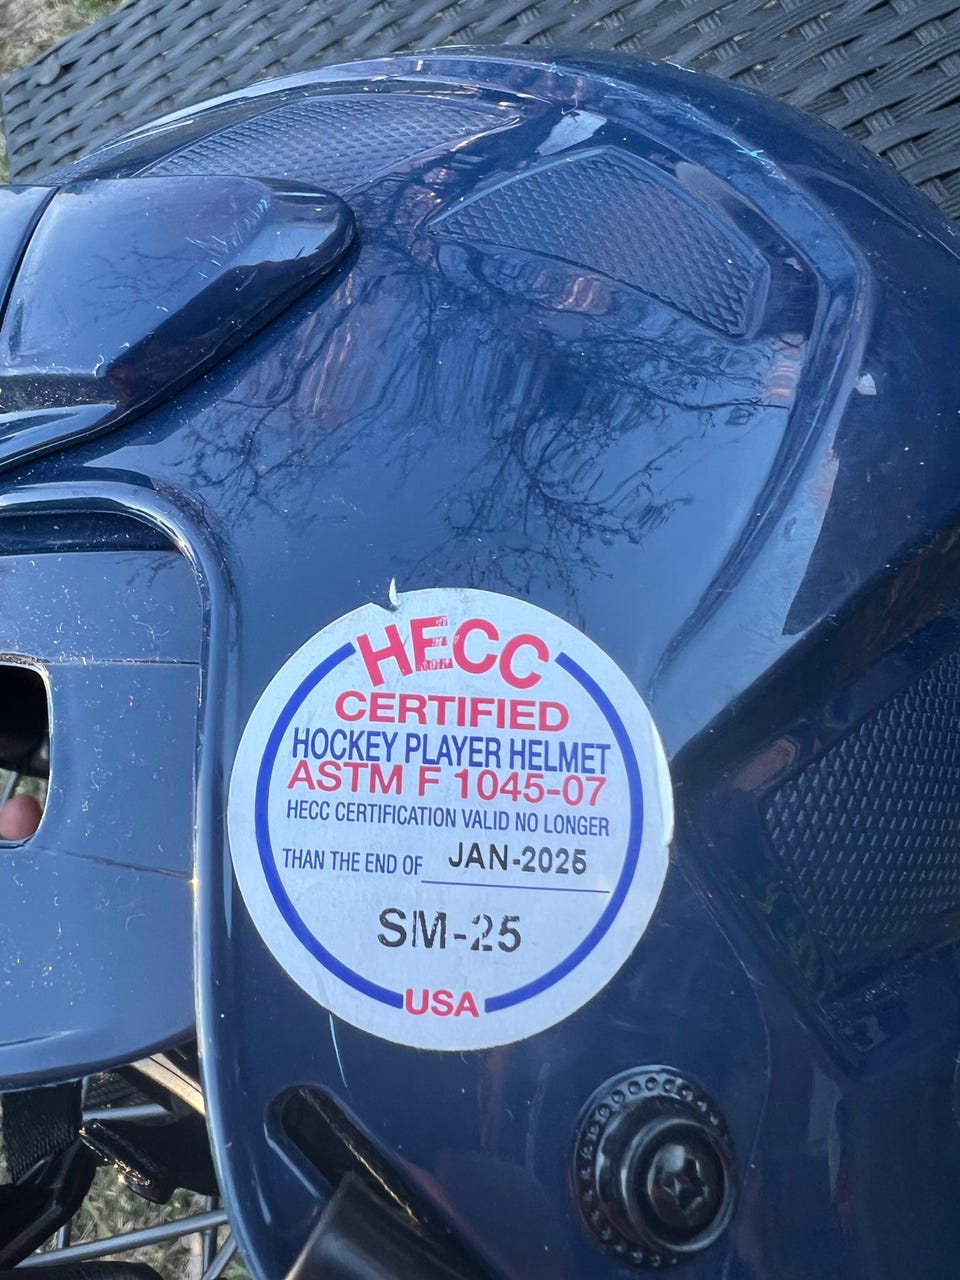 HECC
CERTIFIED
HOCKEY PLAYER HELMET
ASTM F 1045-07
HECC CERTIFICATION VALID NO LONGER
THAN THE END OF JAN-2025
SM-25
USA